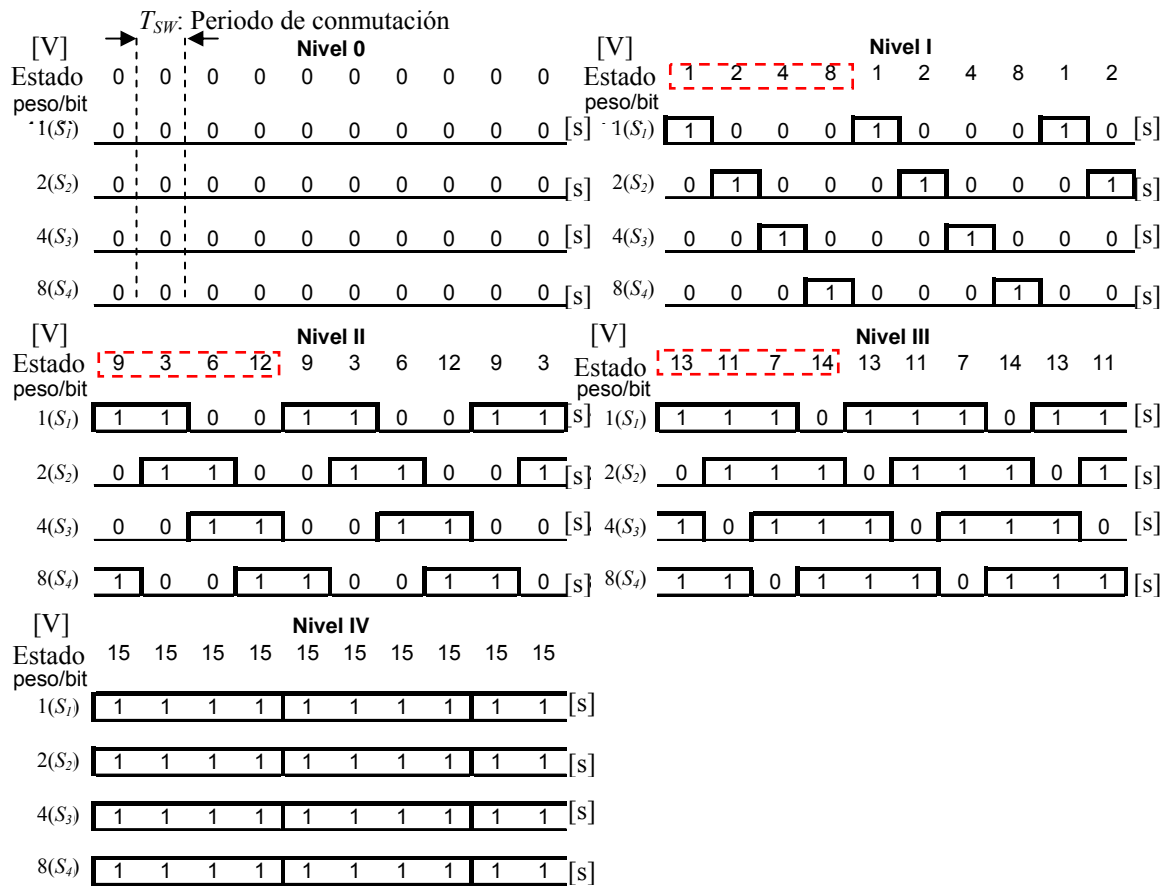 T_SW: Periodo de conmutación
[V] Nivel 0
Estado 0 0 0 0 0 0 0 0 0 0
peso/bit
1(S1) 0 0 0 0 0 0 0 0 0 0 [s]
2(S2) 0 0 0 0 0 0 0 0 0 0 [s]
4(S3) 0 0 0 0 0 0 0 0 0 0 [s]
8(S4) 0 0 0 0 0 0 0 0 0 0 [s]
[V] Nivel I
Estado 1 2 4 8 1 2 4 8 1 2
peso/bit
1(S1) 1 0 0 0 1 0 0 0 1 0 [s]
2(S2) 0 1 0 0 0 1 0 0 0 1 [s]
4(S3) 0 0 1 0 0 0 1 0 0 0 [s]
8(S4) 0 0 0 1 0 0 0 1 0 0 [s]
[V] Nivel II
Estado 9 3 6 12 9 3 6 12 9 3
peso/bit
1(S1) 1 1 0 0 1 1 0 0 1 1 [s]
2(S2) 0 1 1 0 0 1 1 0 0 1 [s]
4(S3) 0 0 1 1 0 0 1 1 0 0 [s]
8(S4) 1 0 0 1 1 0 0 1 1 0 [s]
[V] Nivel III
Estado 13 11 7 14 13 11 7 14 13 11
peso/bit
1(S1) 1 1 1 0 1 1 1 0 1 1 [s]
2(S2) 0 1 1 1 0 1 1 1 0 1 [s]
4(S3) 1 0 1 1 1 0 1 1 1 0 [s]
8(S4) 1 1 0 1 1 1 0 1 1 1 [s]
[V] Nivel IV
Estado 15 15 15 15 15 15 15 15 15 15
peso/bit
1(S1) 1 1 1 1 1 1 1 1 1 1 [s]
2(S2) 1 1 1 1 1 1 1 1 1 1 [s]
4(S3) 1 1 1 1 1 1 1 1 1 1 [s]
8(S4) 1 1 1 1 1 1 1 1 1 1 [s]